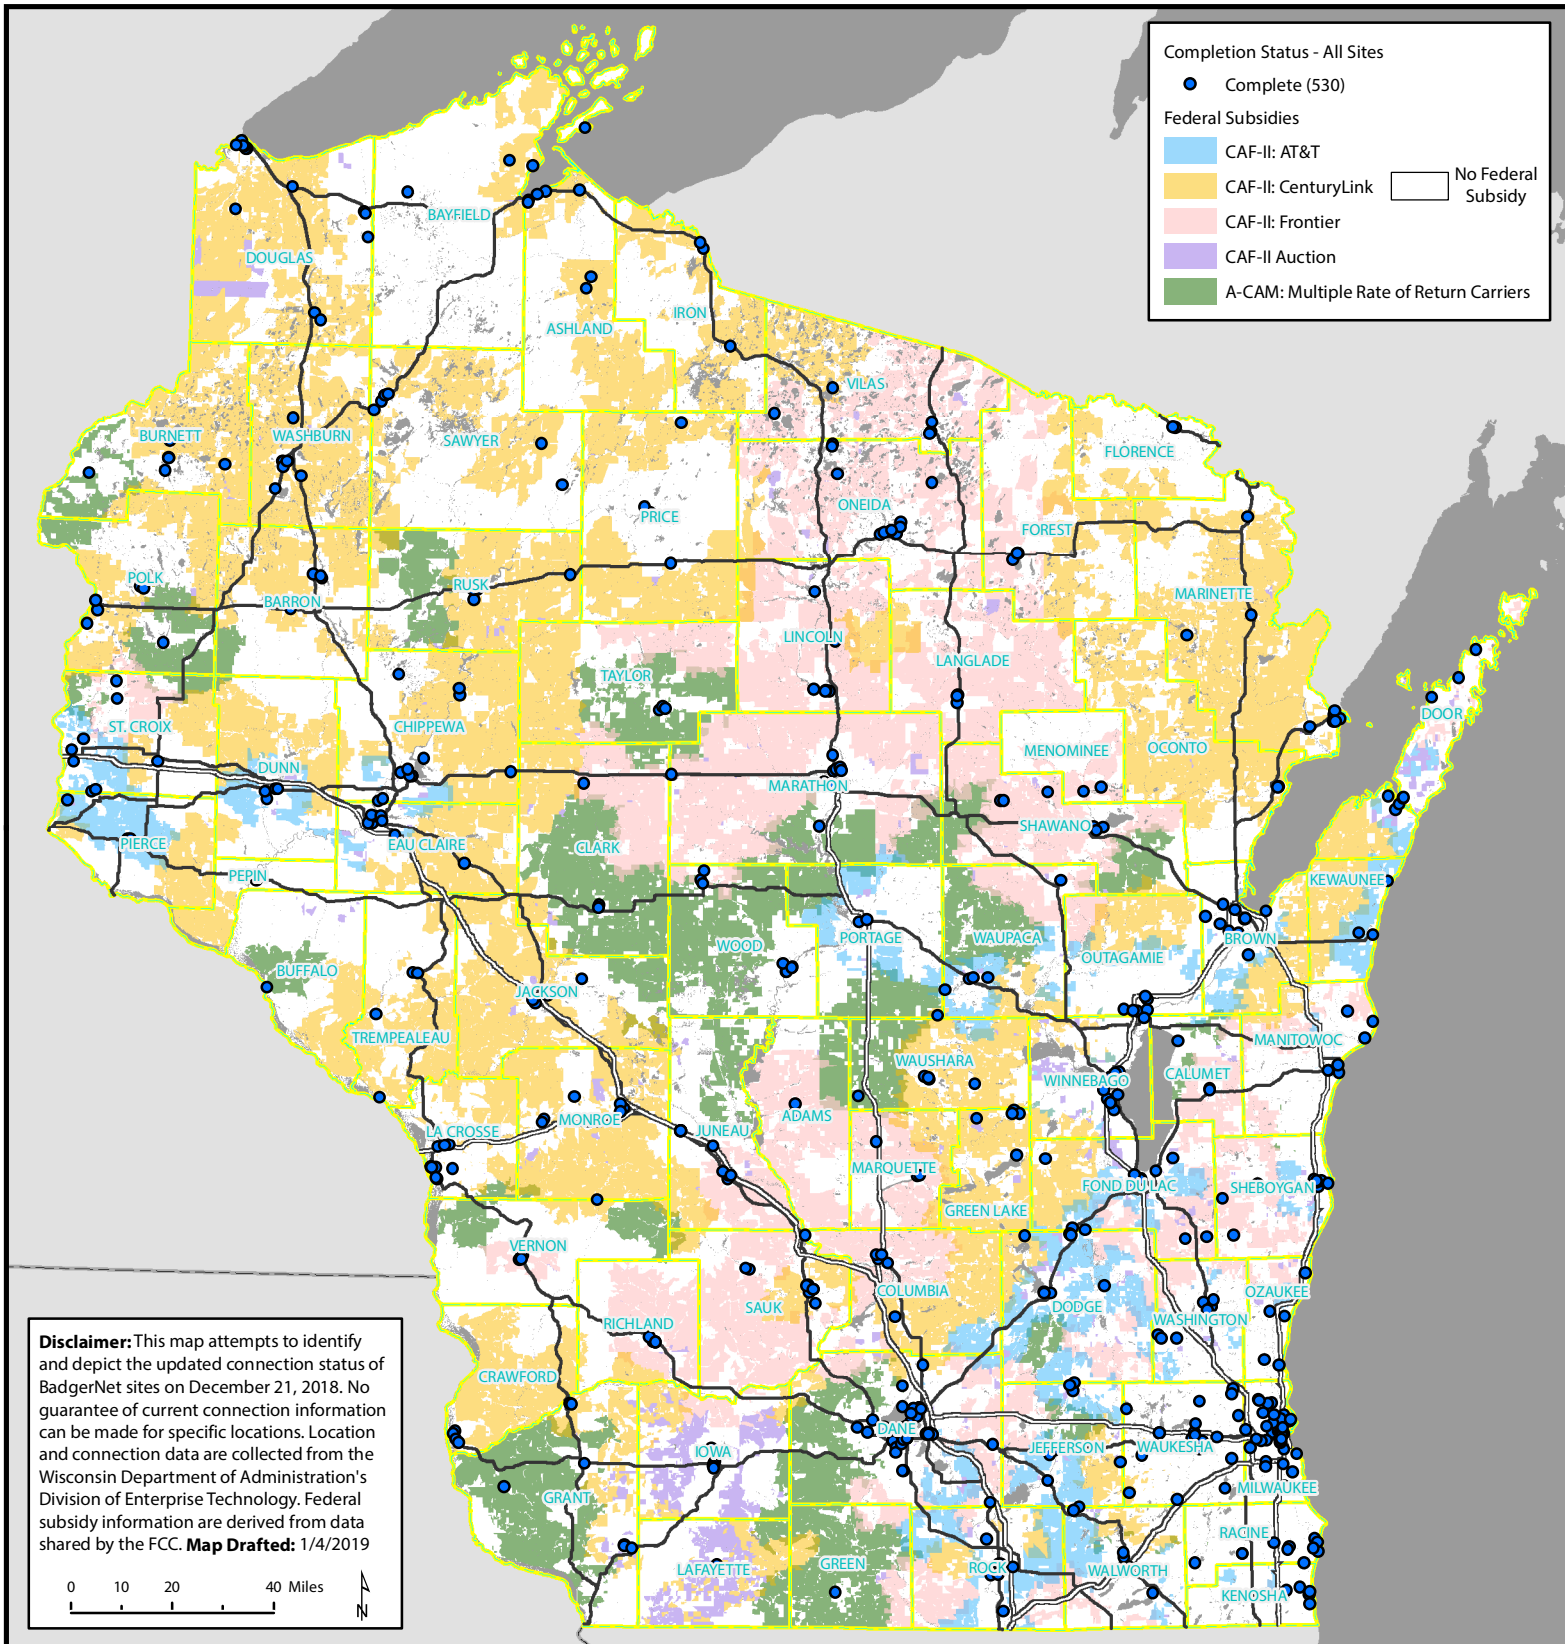 Completion Status - All Sites
Complete (530)
Federal Subsidies
CAF-II: AT&T
CAF-II: CenturyLink
No Federal
Subsidy
CAF-II: Frontier
CAF-II Auction
A-CAM: Multiple Rate of Return Carriers
BAYFIELD
DOUGLAS
IRON
ASHLAND
VILAS
BURNETT
WASHBURN
SAWYER
FLORENCE
ONEIDA
PRICE
FOREST
POLK
RUSK
BARRON
MARINETTE
LINCOLN
LANGLADE
TAYLOR
DOOR
ST. CROIX
CHIPPEWA
MENOMINEE
OCONTO
DUNN
MARATHON
SHAWANO
PIERCE
EAU CLAIRE
CLARK
PEPIN
KEWAUNEE
WOOD
PORTAGE
WAUPACA
BROWN
OUTAGAMIE
BUFFALO
JACKSON
TREMPEALEAU
MANITOWOC
WAUSHARA
WINNEBAGO
CALUMET
ADAMS
MONROE
LA CROSSE
JUNEAU
MARQUETTE
FOND DU LAC
SHEBOYGAN
GREEN LAKE
VERNON
COLUMBIA
OZAUKEE
SAUK
DODGE
WASHINGTON
RICHLAND
CRAWFORD
DANE
IOWA
JEFFERSON
WAUKESHA
GRANT
MILWAUKEE
RACINE
LAFAYETTE
GREEN
ROCK
WALWORTH
KENOSHA
Disclaimer: This map attempts to identify
and depict the updated connection status of
BadgerNet sites on December 21, 2018. No
guarantee of current connection information
can be made for specific locations. Location
and connection data are collected from the
Wisconsin Department of Administration's
Division of Enterprise Technology. Federal
subsidy information are derived from data
shared by the FCC. Map Drafted: 1/4/2019
0 10 20 40 Miles
N